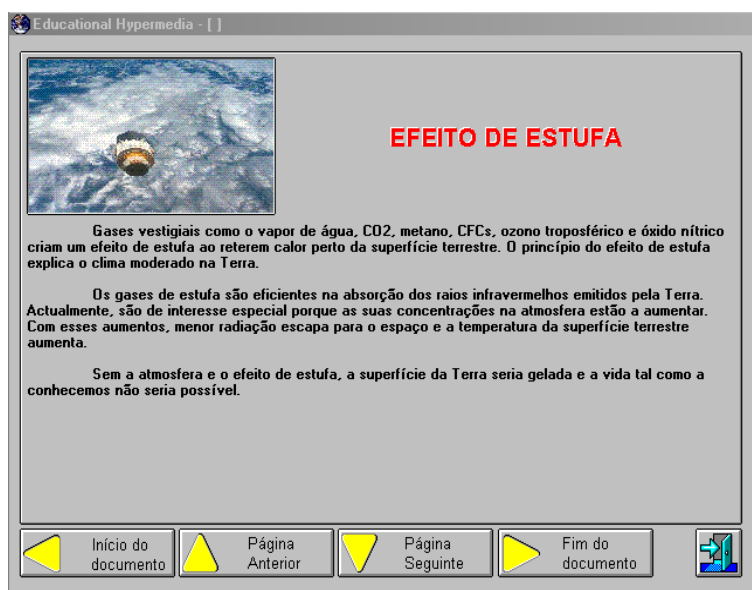 Educational Hypermedia - [ ]
EFEITO DE ESTUFA
Gases vestigiais como o vapor de água, CO2, metano, CFCs, ozono troposférico e óxido nítrico
criam um efeito de estufa ao reterem calor perto da superfície terrestre. O princípio do efeito de estufa
explica o clima moderado na Terra.
Os gases de estufa são eficientes na absorção dos raios infravermelhos emitidos pela Terra.
Actualmente, são de interesse especial porque as suas concentrações na atmosfera estão a aumentar.
Com esses aumentos, menor radiação escapa para o espaço e a temperatura da superfície terrestre
aumenta.
Sem a atmosfera e o efeito de estufa, a superfície da Terra seria gelada e a vida tal como a
conhecemos não seria possível.
Início do
documento
Página
Anterior
Página
Seguinte
Fim do
documento